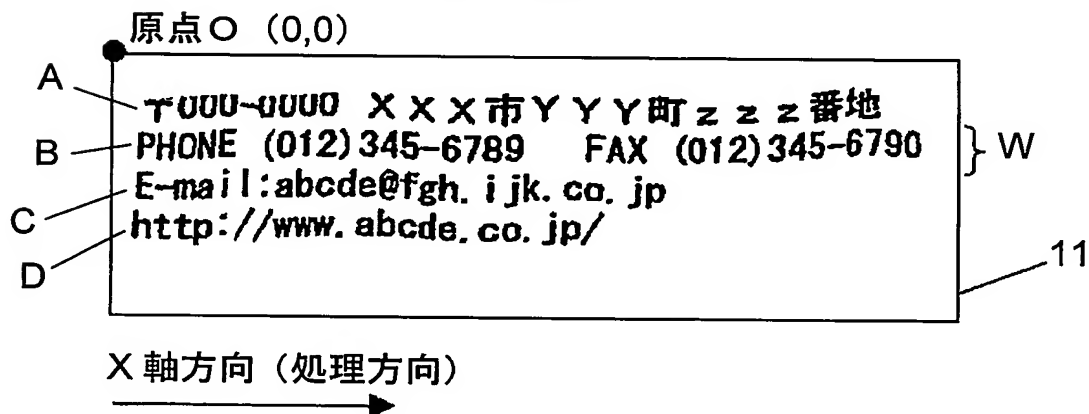 原点O (0,0)
A 〒000-0000 XXX市YYY町zzz番地
B PHONE (012)345-6789 FAX (012)345-6790 W
C E-mail:abcde@fgh.ijk.co.jp
D http://www.abcde.co.jp/
11
X軸方向(処理方向)